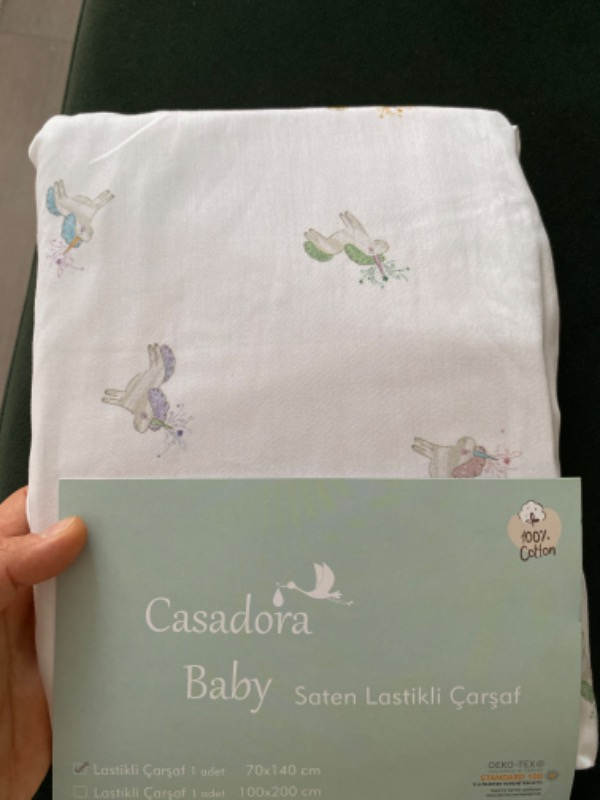 100%
Cotton
Casadora
Baby
Saten Lastikli Çarşaf
Lastikli Çarşaf 1 adet 70x140 cm
Lastikli Çarşaf 1 adet 100x200 cm
OEKO-TEX
STANDARD 100